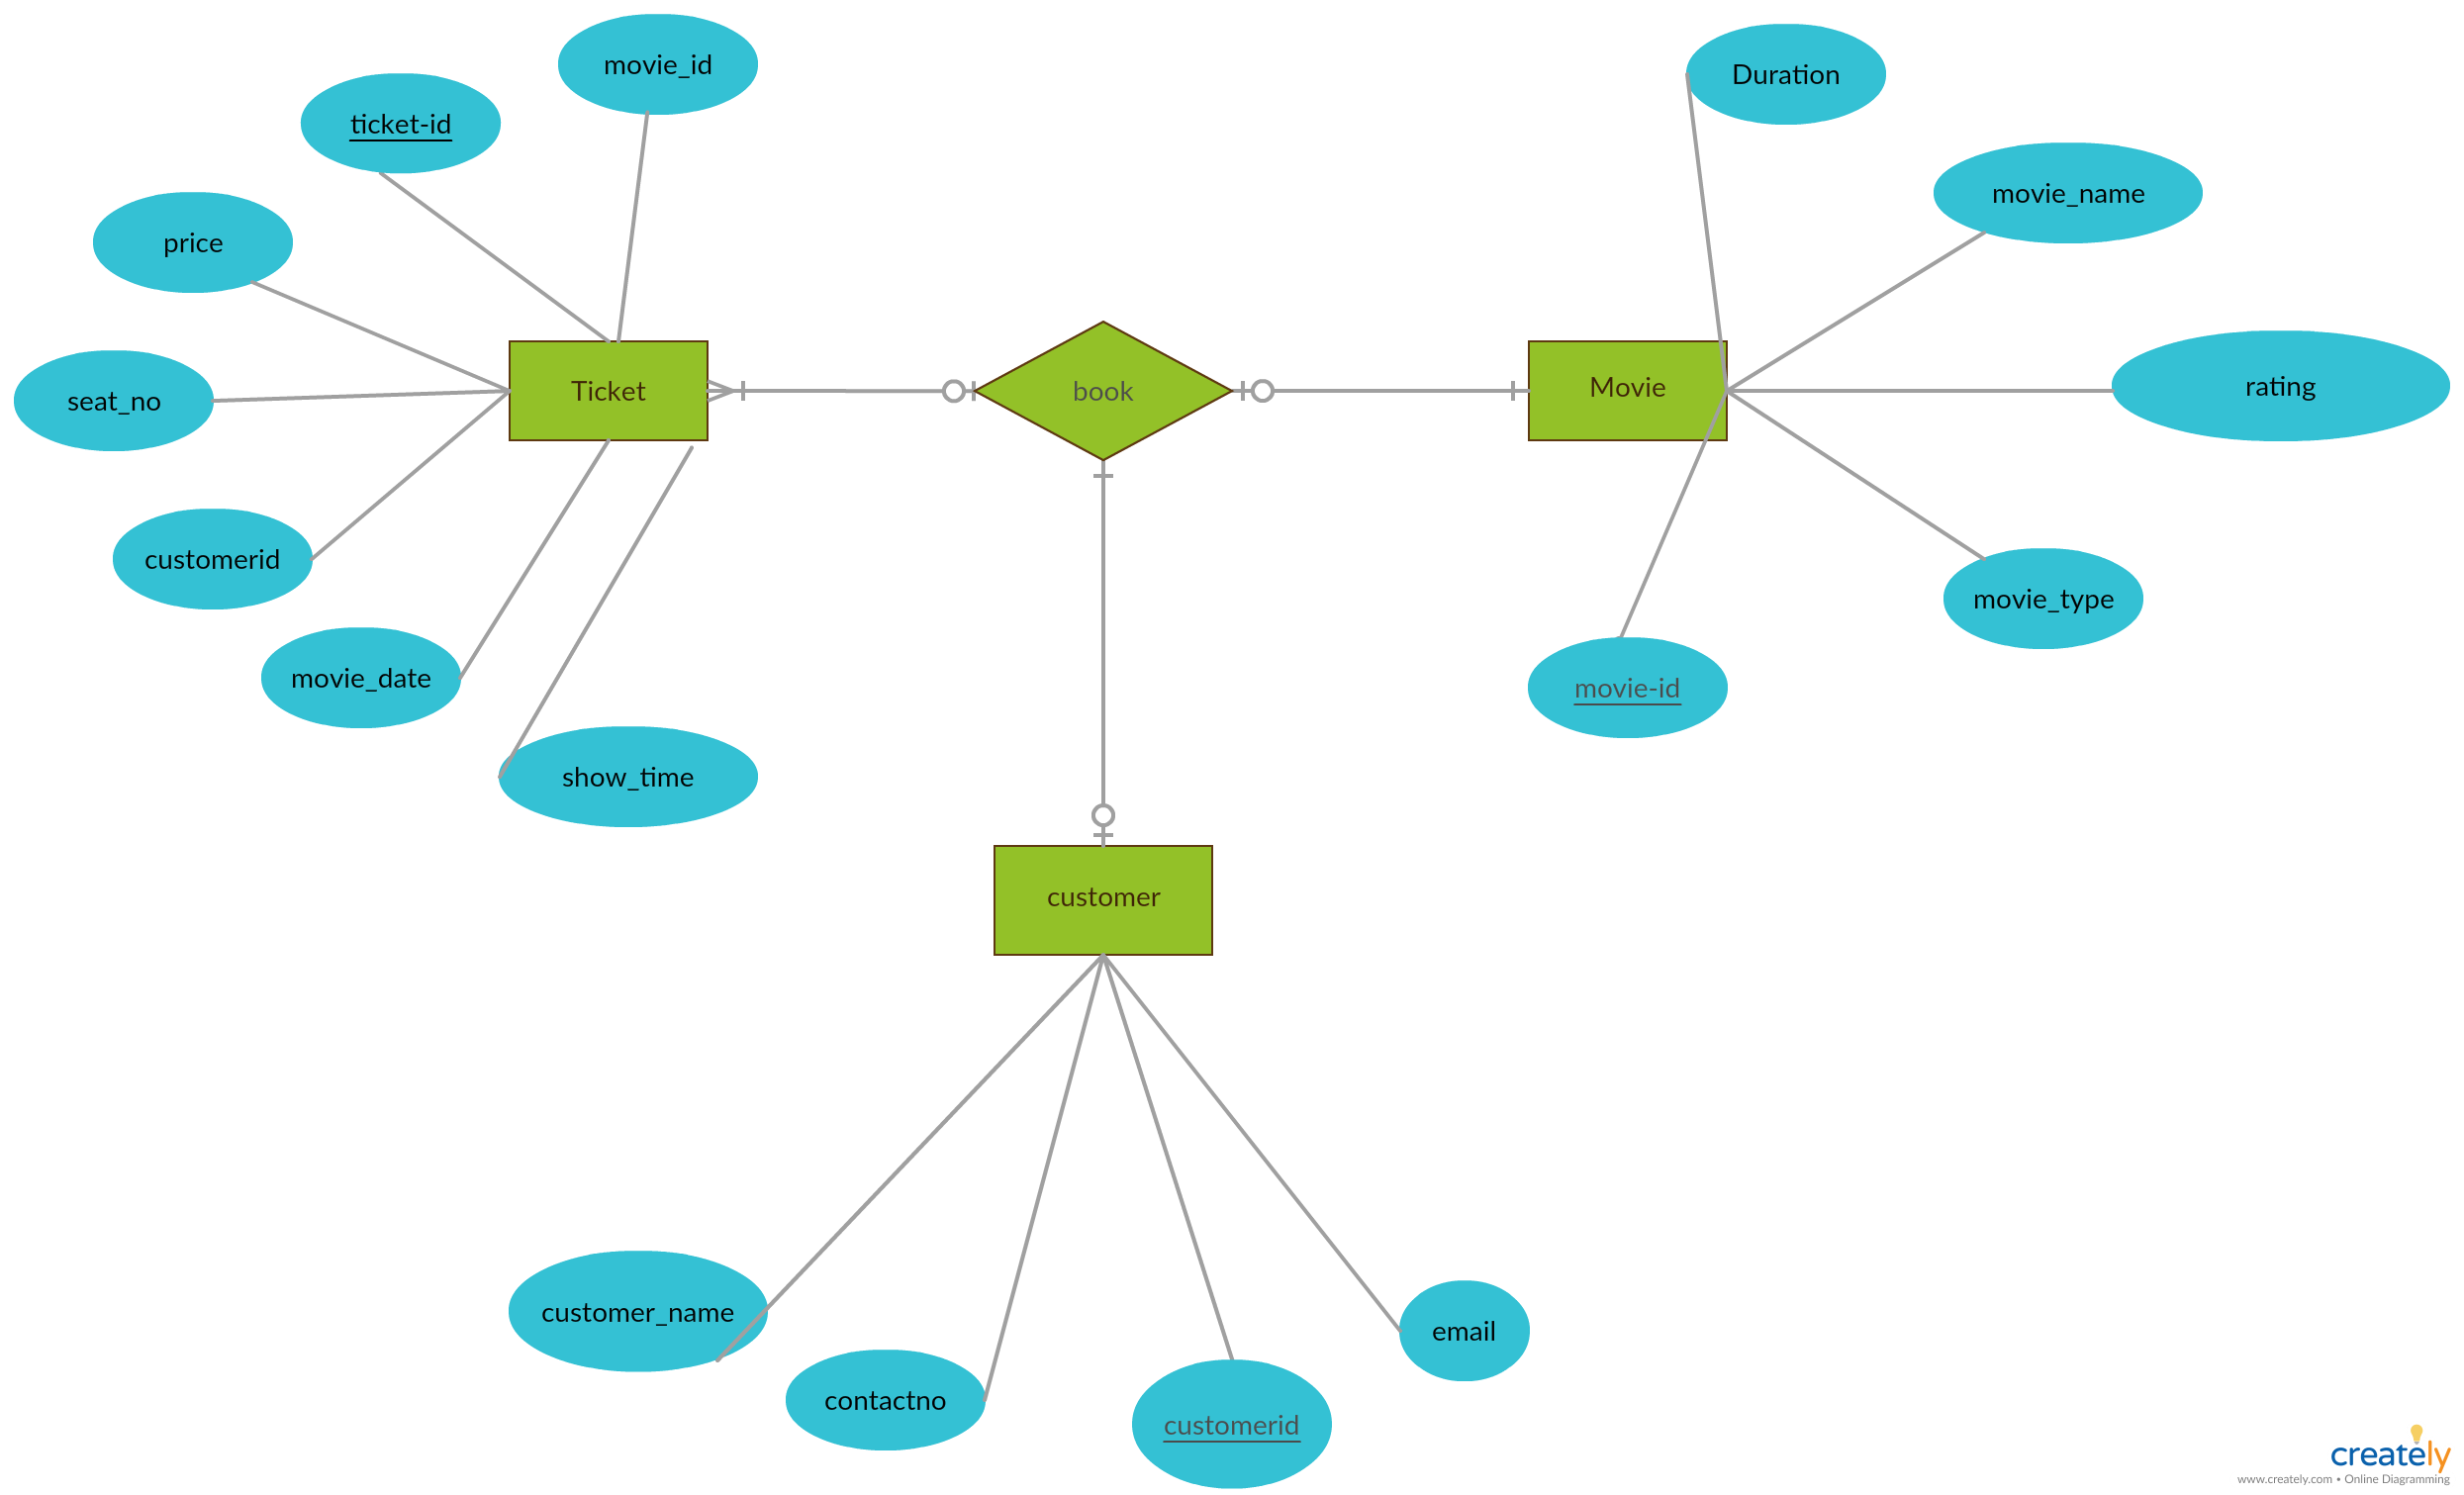 movie_id
Duration
ticket-id
movie_name
price
Ticket
book
Movie
rating
seat_no
customerid
movie_type
movie_date
movie-id
show_time
customer
customer_name
email
contactno
customerid
creately
www.creately.com • Online Diagramming